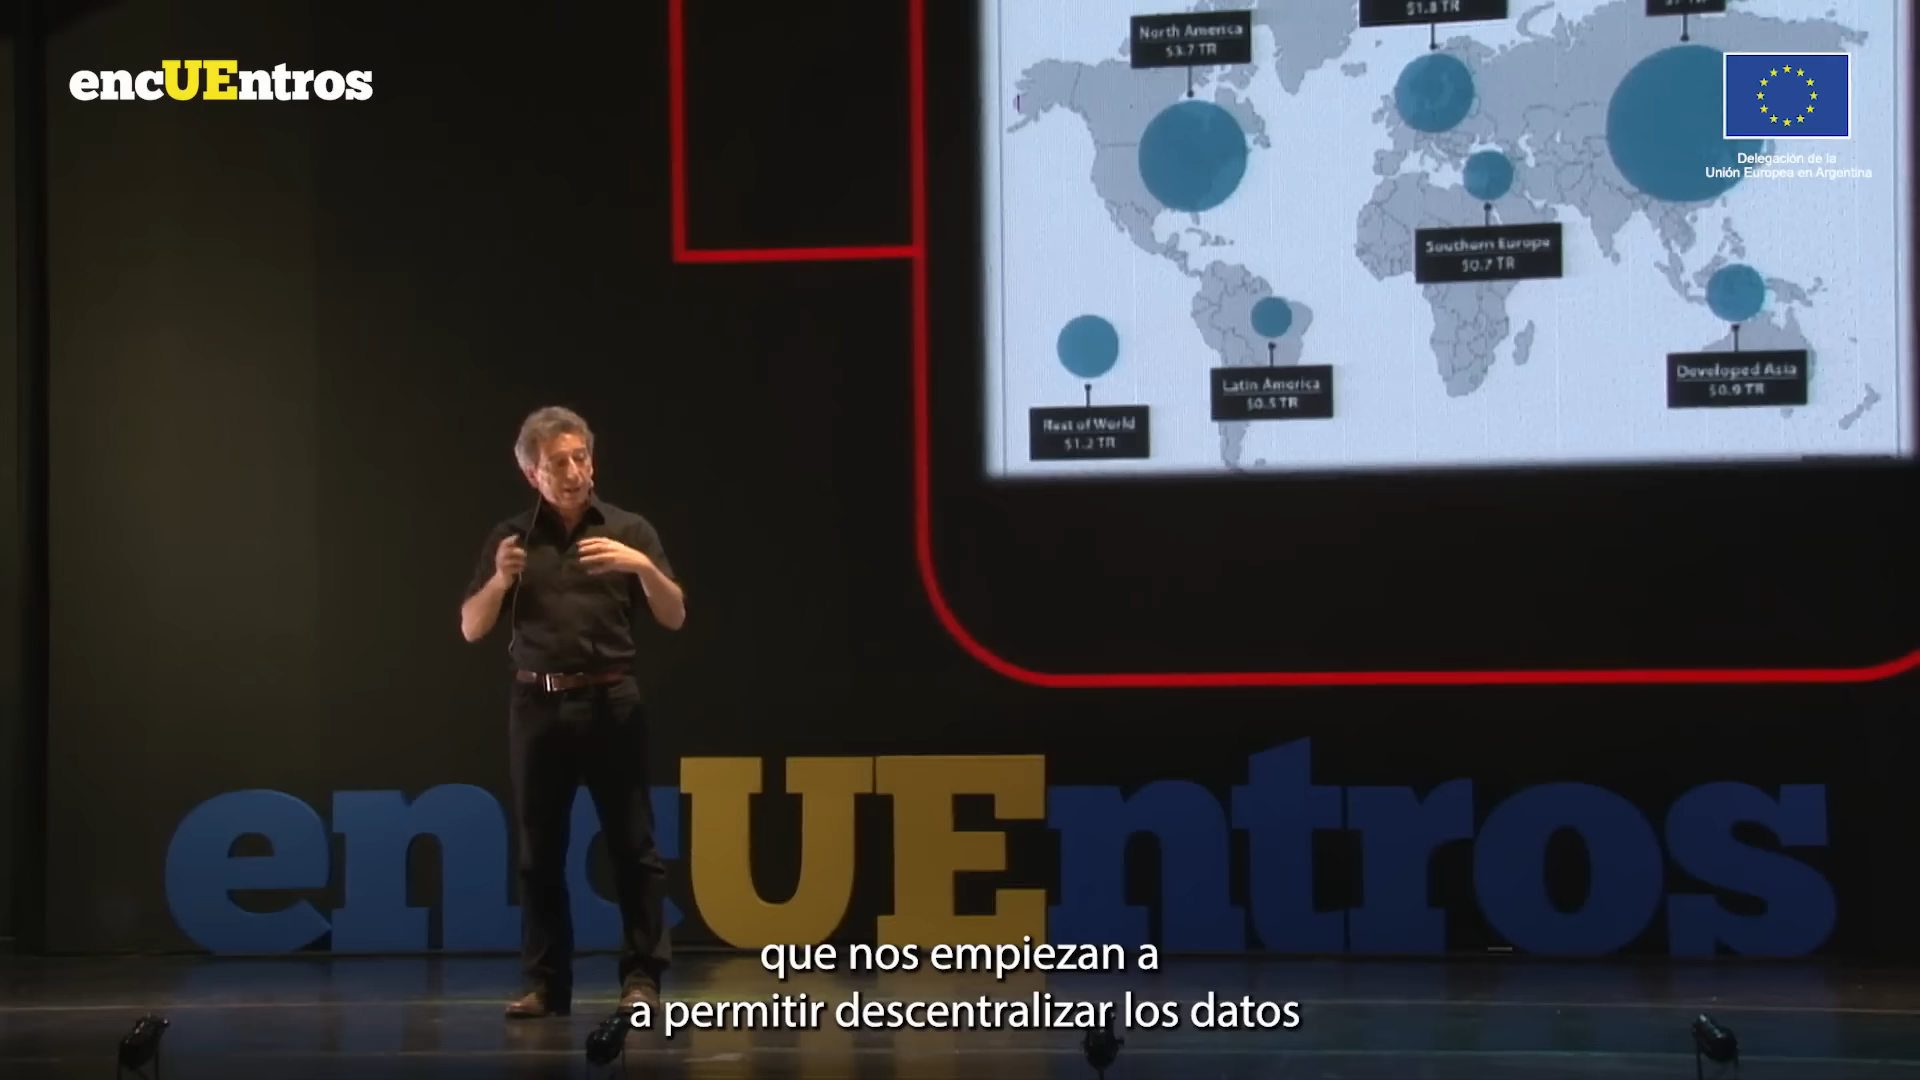 encUEntros
North America
$3.7 TR
$1.8 TR
Delegación de la
Unión Europea en Argentina
Southern Europe
$0.7 TR
Developed Asia
$0.9 TR
Latin America
$0.5 TR
Rest of World
$1.2 TR
encUEntros
que nos empiezan a
a permitir descentralizar los datos